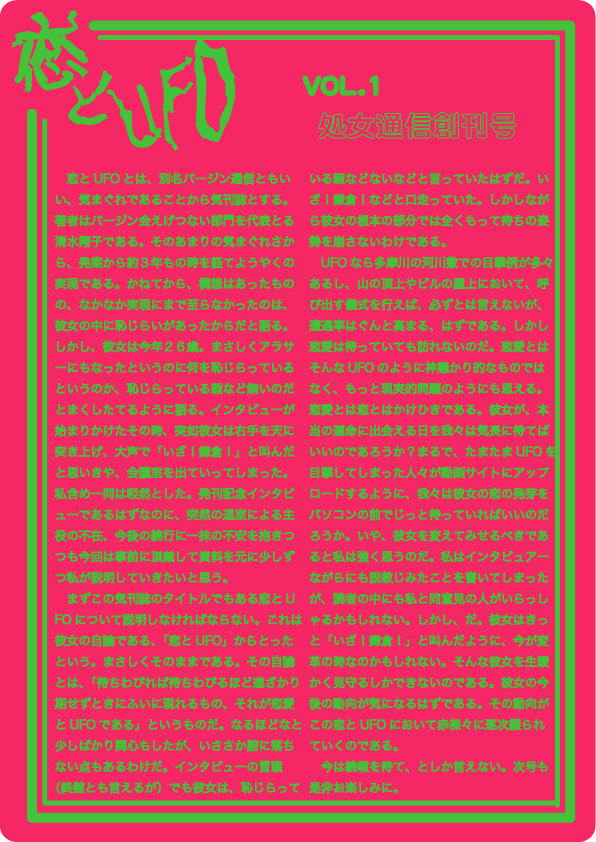 恋とUFO
VOL.1
処女通信創刊号
恋とUFOとは、別名バージン通信ともい
い、気まぐれであることから気刊誌とする。
著者はバージン会えげつない部門を代表とる
清水翔子である。そのあまりの気まぐれさか
ら、発案から約３年もの時を経てようやくの
実現である。かねてから、構想はあったもの
の、なかなか実現にまで至らなかったのは、
彼女の中に恥じらいがあったからだと語る。
しかし、彼女は今年２６歳。まさしくアラサ
ーにもなったというのに何を恥じらっている
というのか、恥じらっている暇など無いのだ
とまくしたてるように語る。インタビューが
始まりかけたその時、突如彼女は右手を天に
突き上げ、大声で「いざ！鎌倉！」と叫んだ
と思いきや、会議室を出ていってしまった。
私含め一同は唖然とした。発刊記念インタビ
ューであるはずなのに、突然の退室による主
役の不在、今後の続行に一抹の不安を抱きつ
つも今回は事前に頂戴して資料を元に少しず
つ私が説明していきたいと思う。
まずこの気刊誌のタイトルでもある恋とU
FOについて説明しなければならない。これは
彼女の自論である、「恋とUFO」からとった
という。まさしくそのままである。その自論
とは、「待ちわびれば待ちわびるほど遠ざかり
期せずときにふいに現れるもの、それが恋愛
とUFOである」というものだ。なるほどなと
少しばかり関心もしたが、いささか腑に落ち
ない点もあるわけだ。インタビューの冒頭
（終盤とも言えるが）でも彼女は、恥じらって
いる暇などないなどと言っていたはずだ。い
ざ！鎌倉！などと口走っていた。しかしなが
ら彼女の根本の部分では全くもって待ちの姿
勢を崩さないわけである。
UFOなら多摩川の河川敷での目撃例が多々
あるし、山の頂上やビルの屋上において、呼
び出す儀式を行えば、必ずとは言えないが、
遭遇率はぐんと高まる、はずである。しかし
恋愛は待っていても訪れないのだ。恋愛とは
そんなUFOのように神懸かり的なものでは
なく、もっと現実的問題のようにも思える。
恋愛とは恋とはかけひきである。彼女が、本
当の運命に出会える日を我々は気長に待てば
いいのであろうか？まるで、たまたまUFOを
目撃してしまった人々が動画サイトにアップ
ロードするように、我々は彼女の恋の発芽を
パソコンの前でじっと待っていればいいのだ
ろうか。いや、彼女を変えてみせるべきであ
ると私は強く思うのだ。私はインタビュアー
ながらにも説教じみたことを書いてしまった
が、読者の中にも私と同意見の人がいらっし
ゃるかもしれない。しかし、だ。彼女はきっ
と「いざ！鎌倉！」と叫んだように、今が変
革の時なのかもしれない。そんな彼女を生暖
かく見守るしかできないのである。彼女の今
後の動向が気になるはずである。その動向が
この恋とUFOにおいて赤裸々に逐次綴られ
ていくのである。
今は続報を待て、としか言えない。次号も
是非お楽しみに。